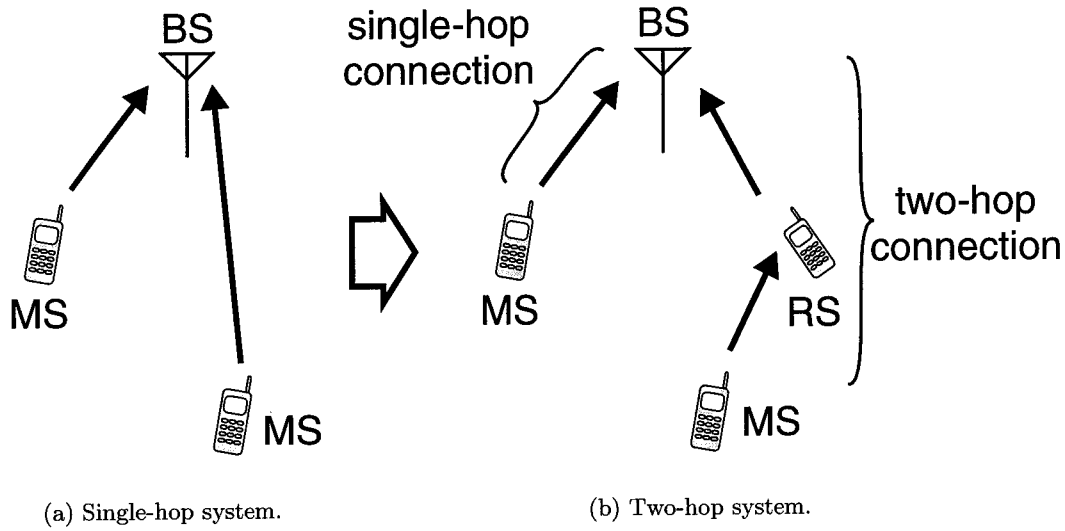 BS
MS
MS
(a) Single-hop system.
single-hop
connection
BS
MS
RS
MS
two-hop
connection
(b) Two-hop system.